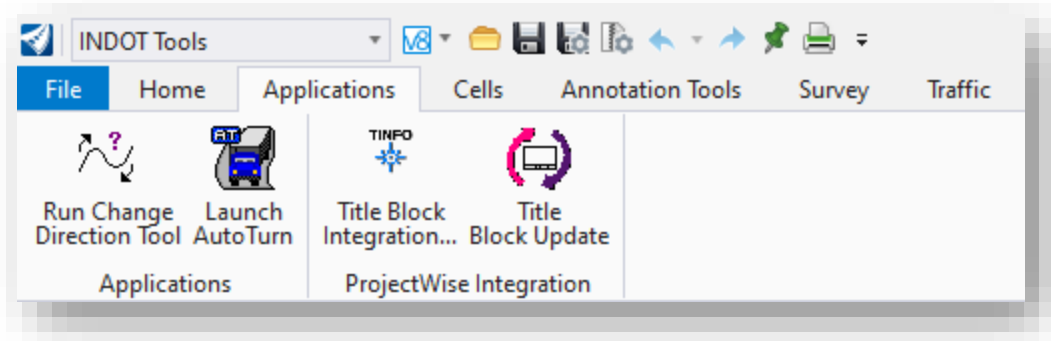 INDOT Tools
V8
File Home Applications Cells Annotation Tools Survey Traffic
? AT TINFO
Run Change Launch Title Block Title
Direction Tool AutoTurn Integration... Block Update
Applications ProjectWise Integration